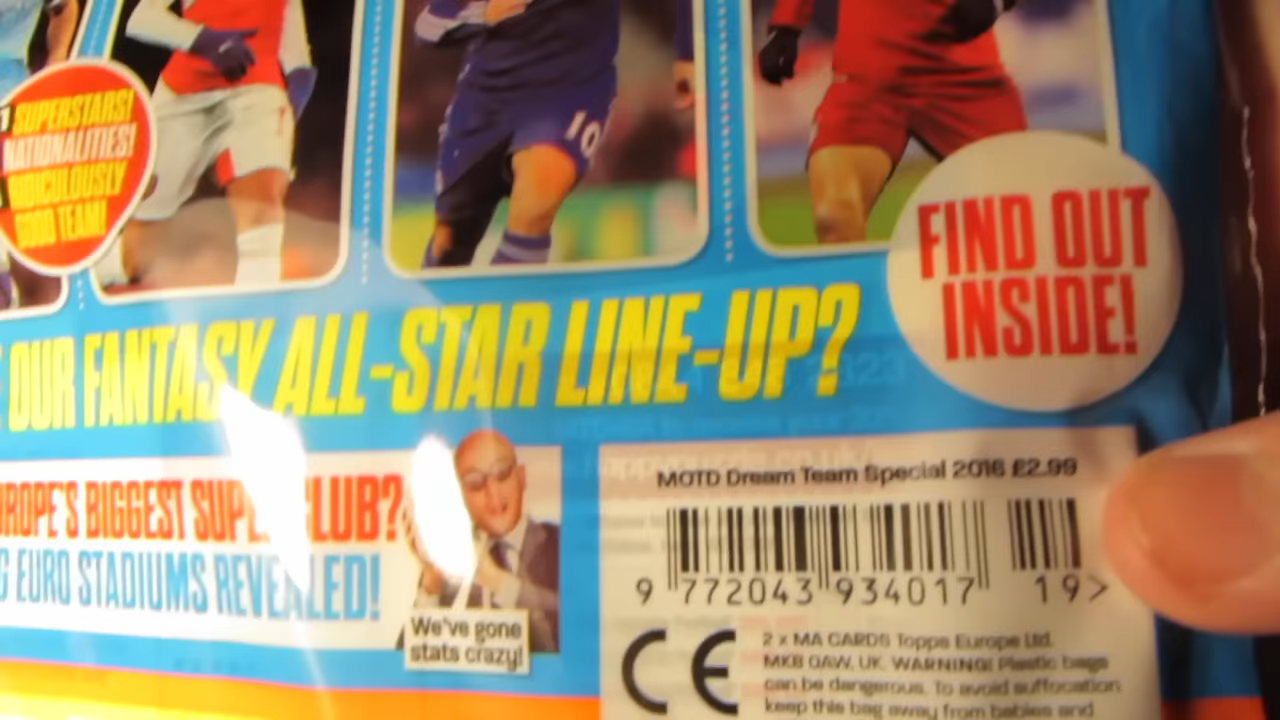 SUPERSTARS!
NATIONALITIES!
RIDICULOUSLY
GOOD TEAM!
10
FIND OUT
INSIDE!
OUR FANTASY ALL-STAR LINE-UP?
EUROPE'S BIGGEST SUPER CLUB?
EURO STADIUMS REVEALED!
We've gone
stats crazy!
MOTD Dream Team Special 2016 £2.99
9 772043 934017 19>
CE
2 x MA CARDS Topps Europe Ltd.
MK8 0AW, UK. WARNING! Plastic bags
can be dangerous. To avoid suffocation
keep this bag away from babies and